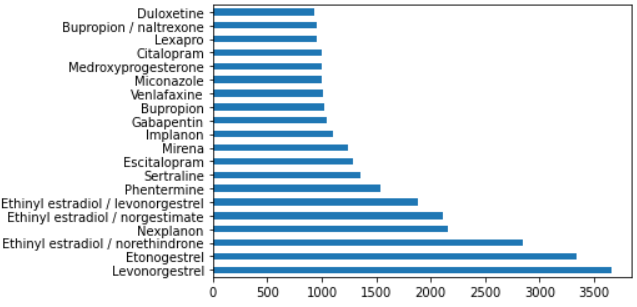 Duloxetine
Bupropion / naltrexone
Lexapro
Citalopram
Medroxyprogesterone
Miconazole
Venlafaxine
Bupropion
Gabapentin
Implanon
Mirena
Escitalopram
Sertraline
Phentermine
Ethinyl estradiol / levonorgestrel
Ethinyl estradiol / norgestimate
Nexplanon
Ethinyl estradiol / norethindrone
Etonogestrel
Levonorgestrel
0 500 1000 1500 2000 2500 3000 3500